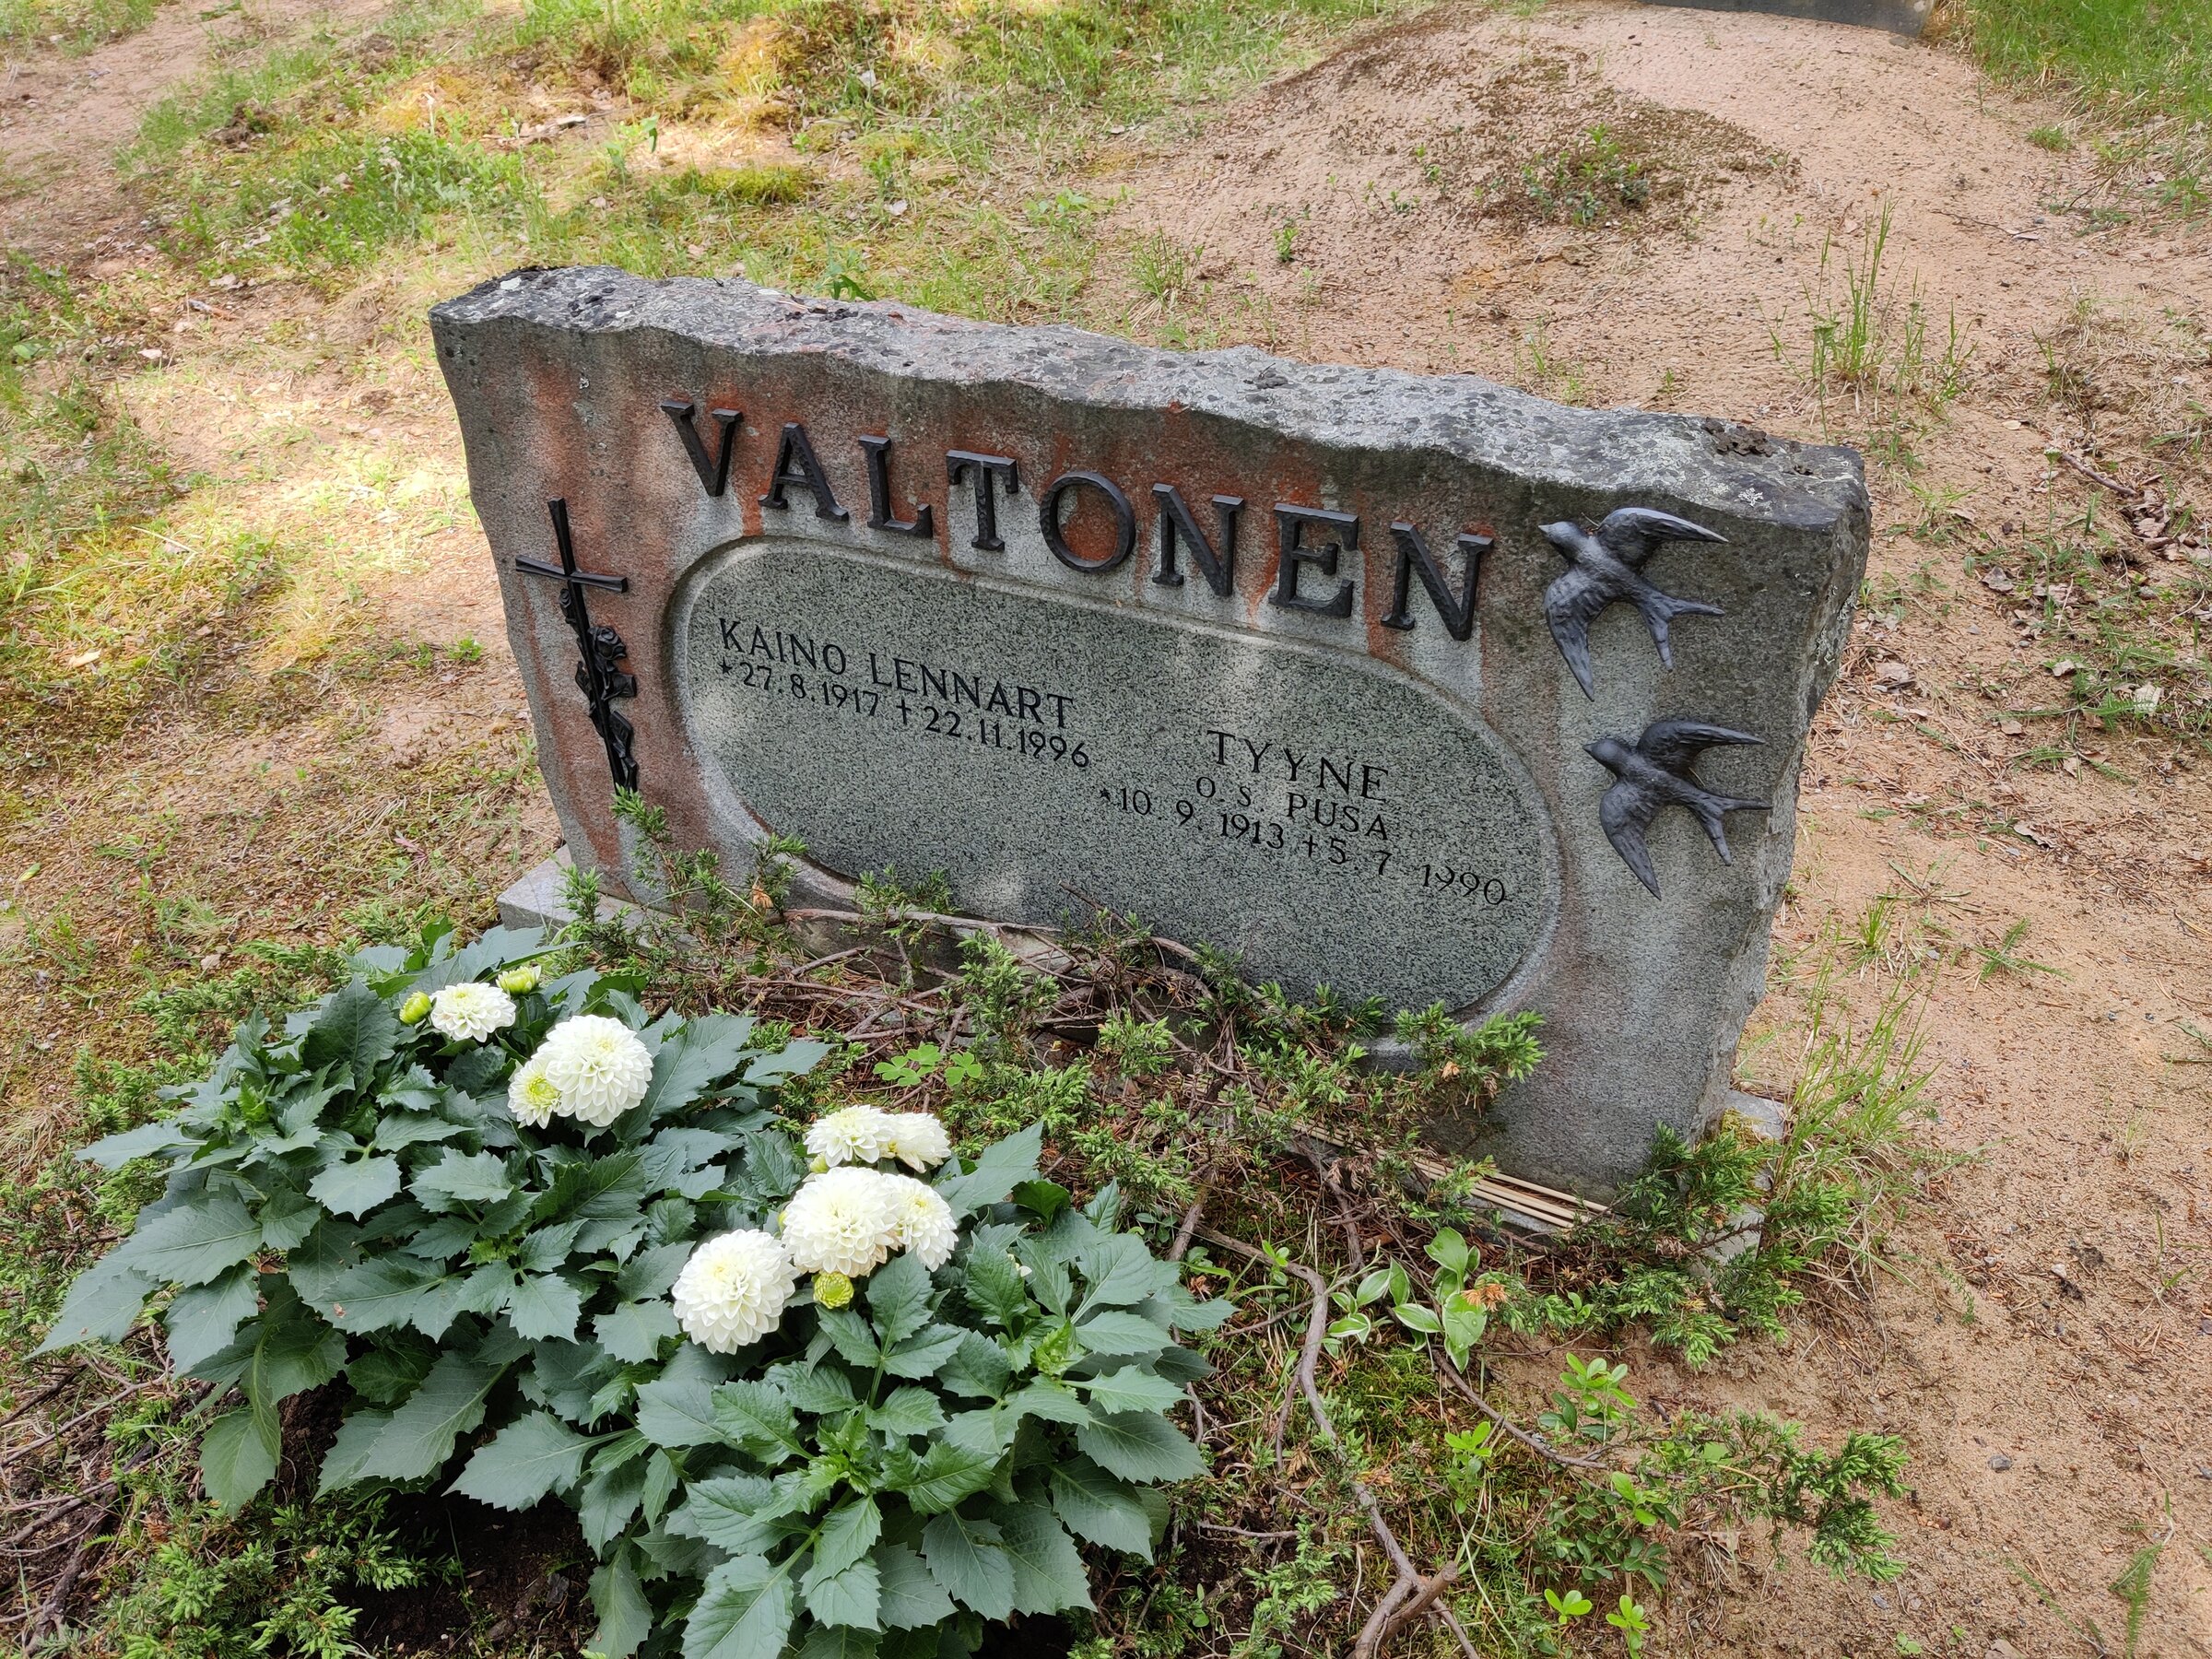 VALTONEN
KAINO LENNART
*27.8.1917 †22.11.1996
TYYNE
O.S. PUSA
*10.9.1913 †5.7.1990